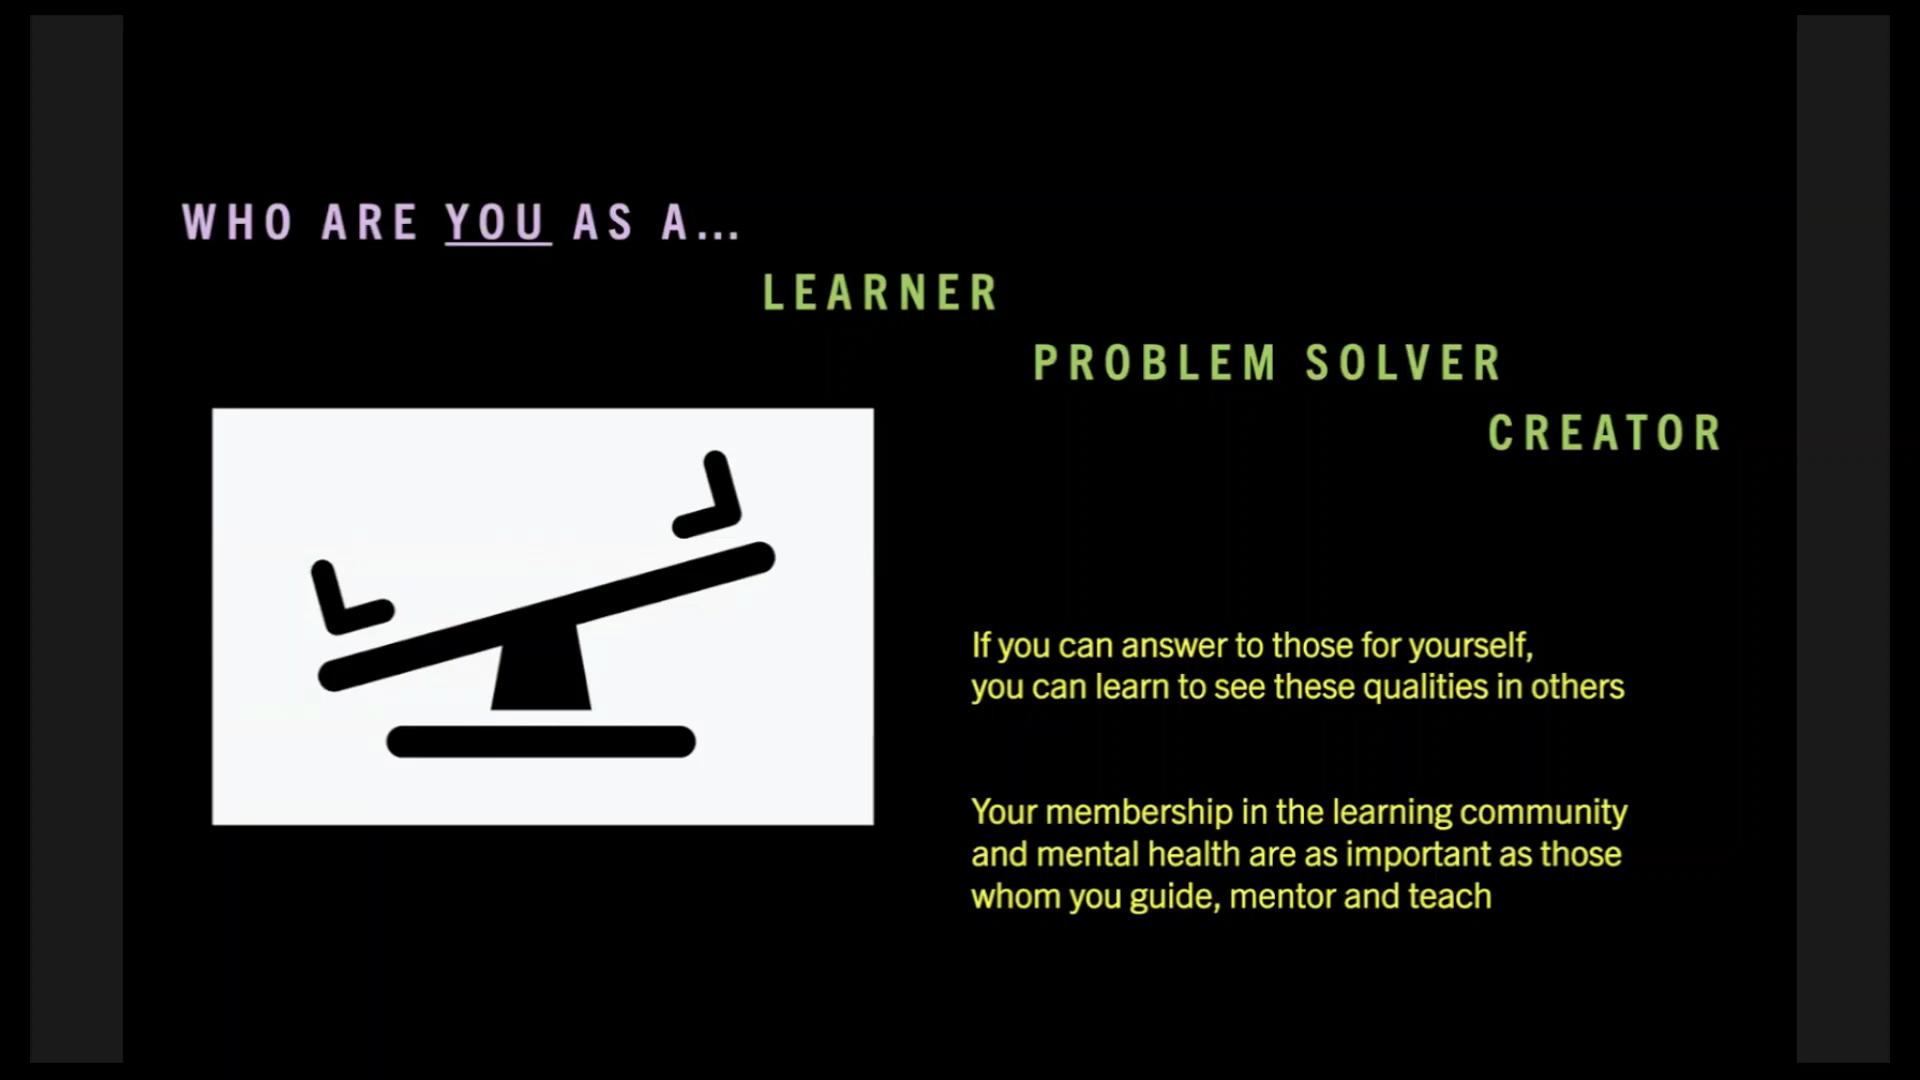 WHO ARE YOU AS A...
LEARNER
PROBLEM SOLVER
CREATOR
If you can answer to those for yourself,
you can learn to see these qualities in others
Your membership in the learning community
and mental health are as important as those
whom you guide, mentor and teach